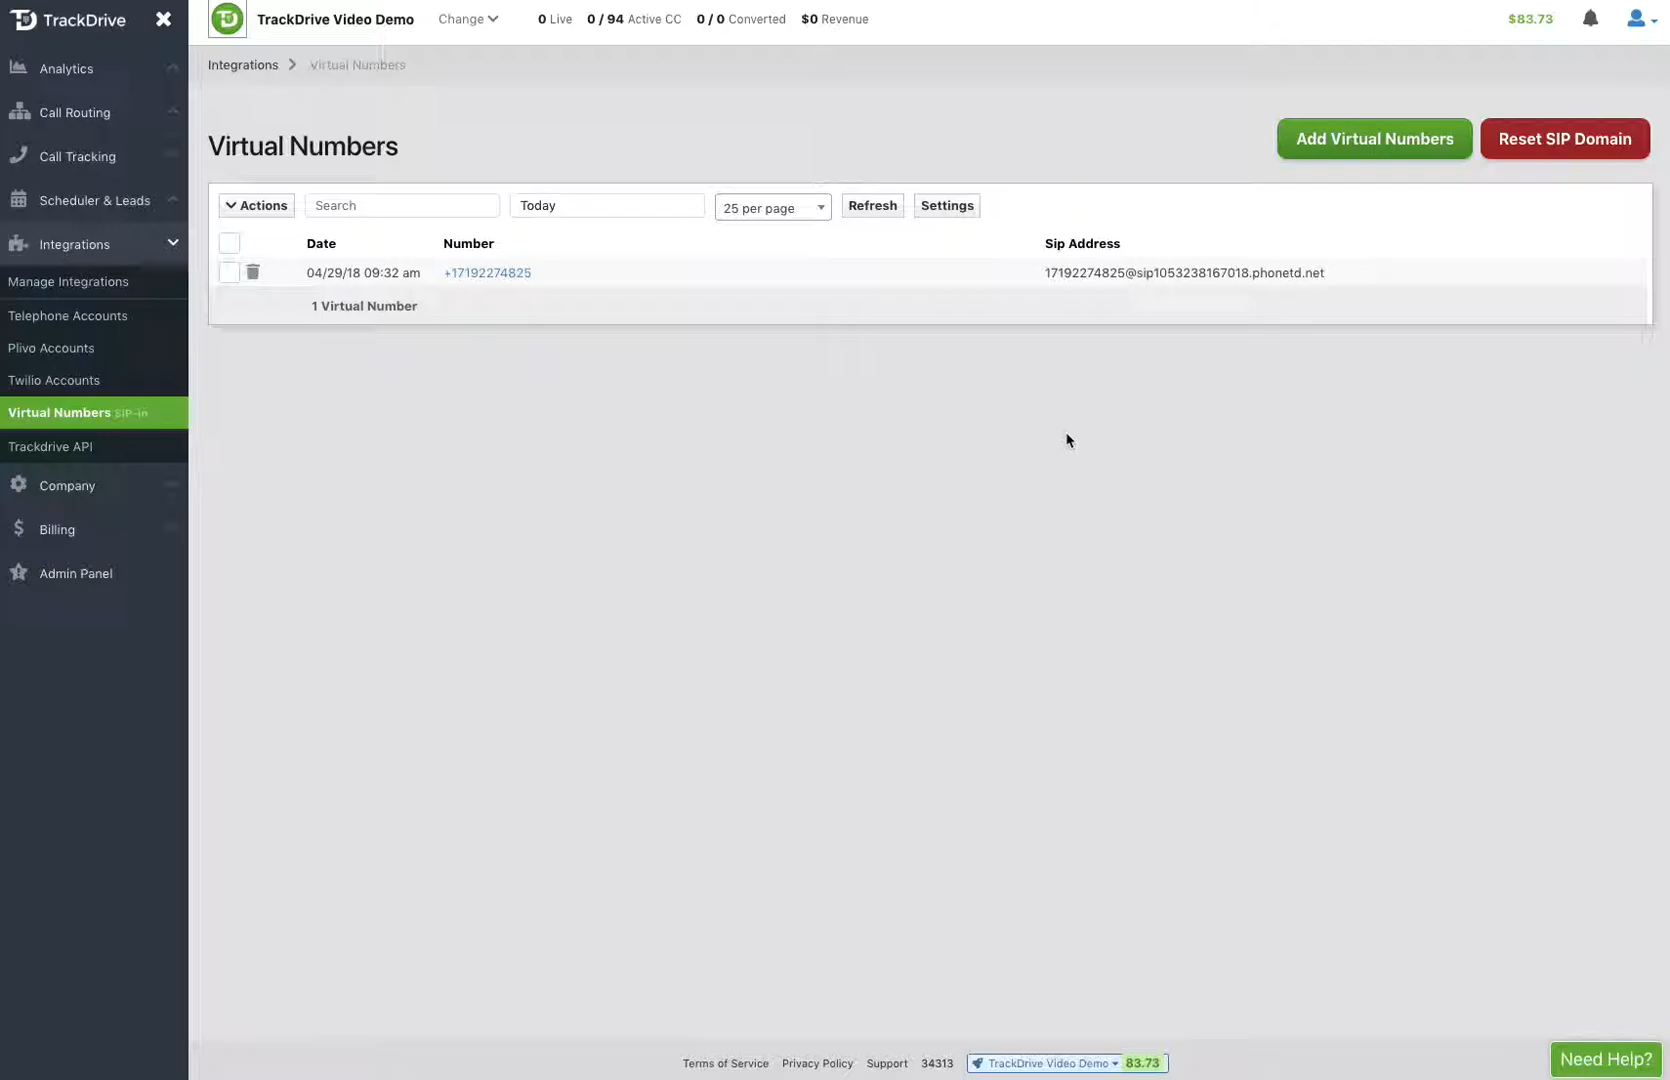 TrackDrive
TrackDrive Video Demo Change 0 Live 0 / 94 Active CC 0 / 0 Converted $0 Revenue $83.73
Integrations Virtual Numbers
Analytics
Call Routing
Call Tracking
Scheduler & Leads
Integrations
Manage Integrations
Telephone Accounts
Plivo Accounts
Twilio Accounts
Virtual Numbers SIP-in
Trackdrive API
Company
Billing
Admin Panel
Virtual Numbers
Add Virtual Numbers Reset SIP Domain
Actions Search Today 25 per page Refresh Settings
Date Number Sip Address
04/29/18 09:32 am +17192274825 17192274825@sip1053238167018.phonetd.net
1 Virtual Number
Terms of Service Privacy Policy Support 34313 TrackDrive Video Demo 83.73
Need Help?